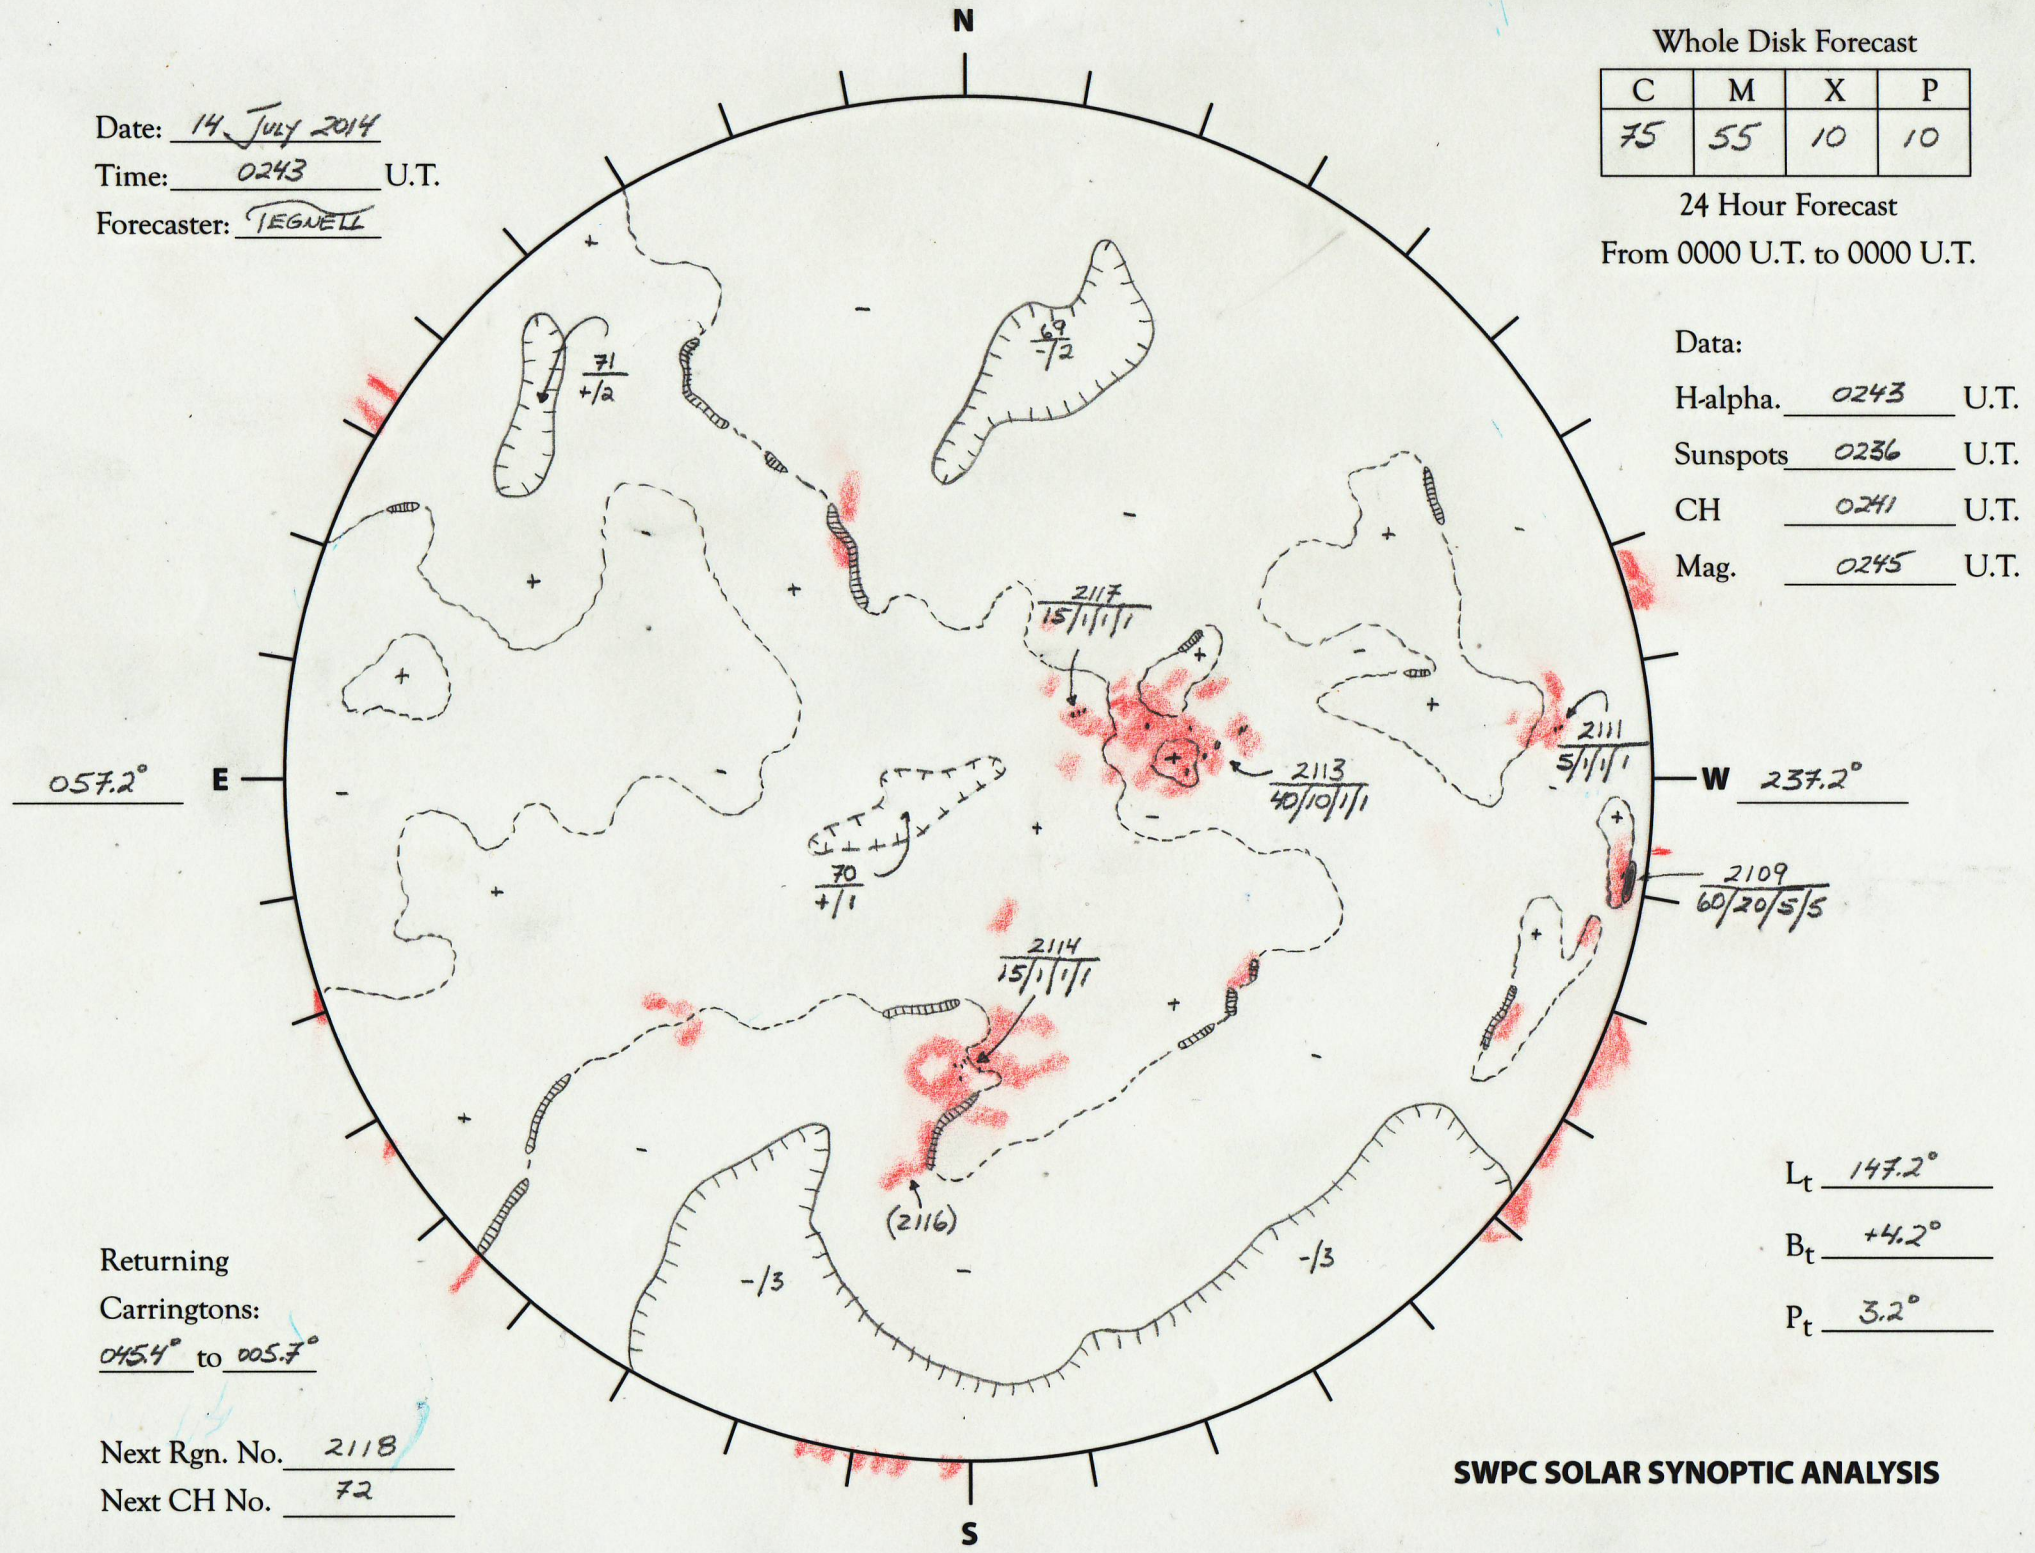 N
Date: 14 July 2014
Time: 0243 U.T.
Forecaster: TEGNELL
Whole Disk Forecast
C M X P
75 55 10 10
24 Hour Forecast
From 0000 U.T. to 0000 U.T.
Data:
H-alpha. 0243 U.T.
Sunspots 0236 U.T.
CH 0241 U.T.
Mag. 0245 U.T.
69
-/2
71
+/2
2117
15/1/1/1
2111
5/1/1/1
057.2° E
W 237.2°
2113
40/10/1/1
70
+/1
2109
60/20/5/5
2114
15/1/1/1
(2116)
-/3
-/3
Lt 147.2°
Bt +4.2°
Pt 3.2°
Returning
Carringtons:
045.4° to 005.7°
Next Rgn. No. 2118
Next CH No. 72
SWPC SOLAR SYNOPTIC ANALYSIS
S